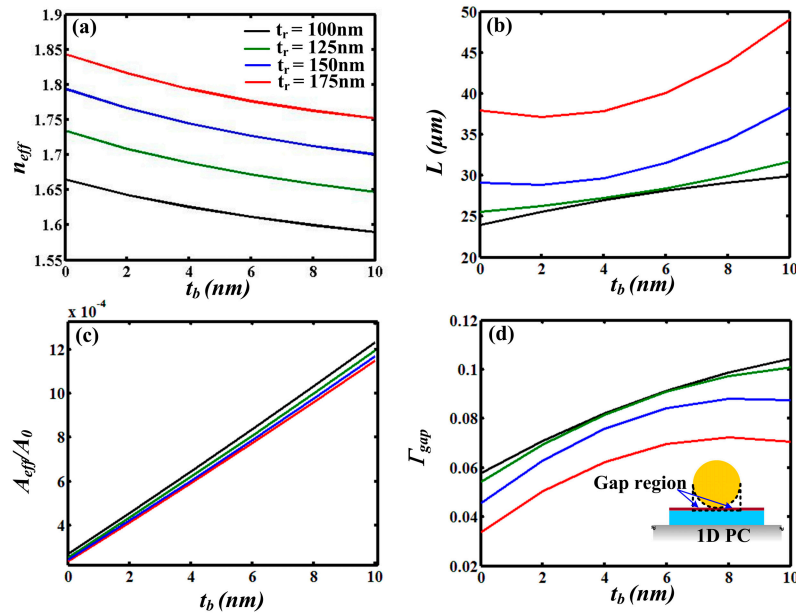 (a)
t_r = 100nm
t_r = 125nm
t_r = 150nm
t_r = 175nm
1.9
1.85
1.8
1.75
1.7
1.65
1.6
1.55
n_eff
0 2 4 6 8 10
t_b (nm)
(b)
50
45
40
35
30
25
20
L (μm)
0 2 4 6 8 10
t_b (nm)
x 10^-4
(c)
12
10
8
6
4
A_eff/A_0
0 2 4 6 8 10
t_b (nm)
(d)
0.12
0.1
0.08
0.06
0.04
0.02
Γ_gap
Gap region
1D PC
0 2 4 6 8 10
t_b (nm)